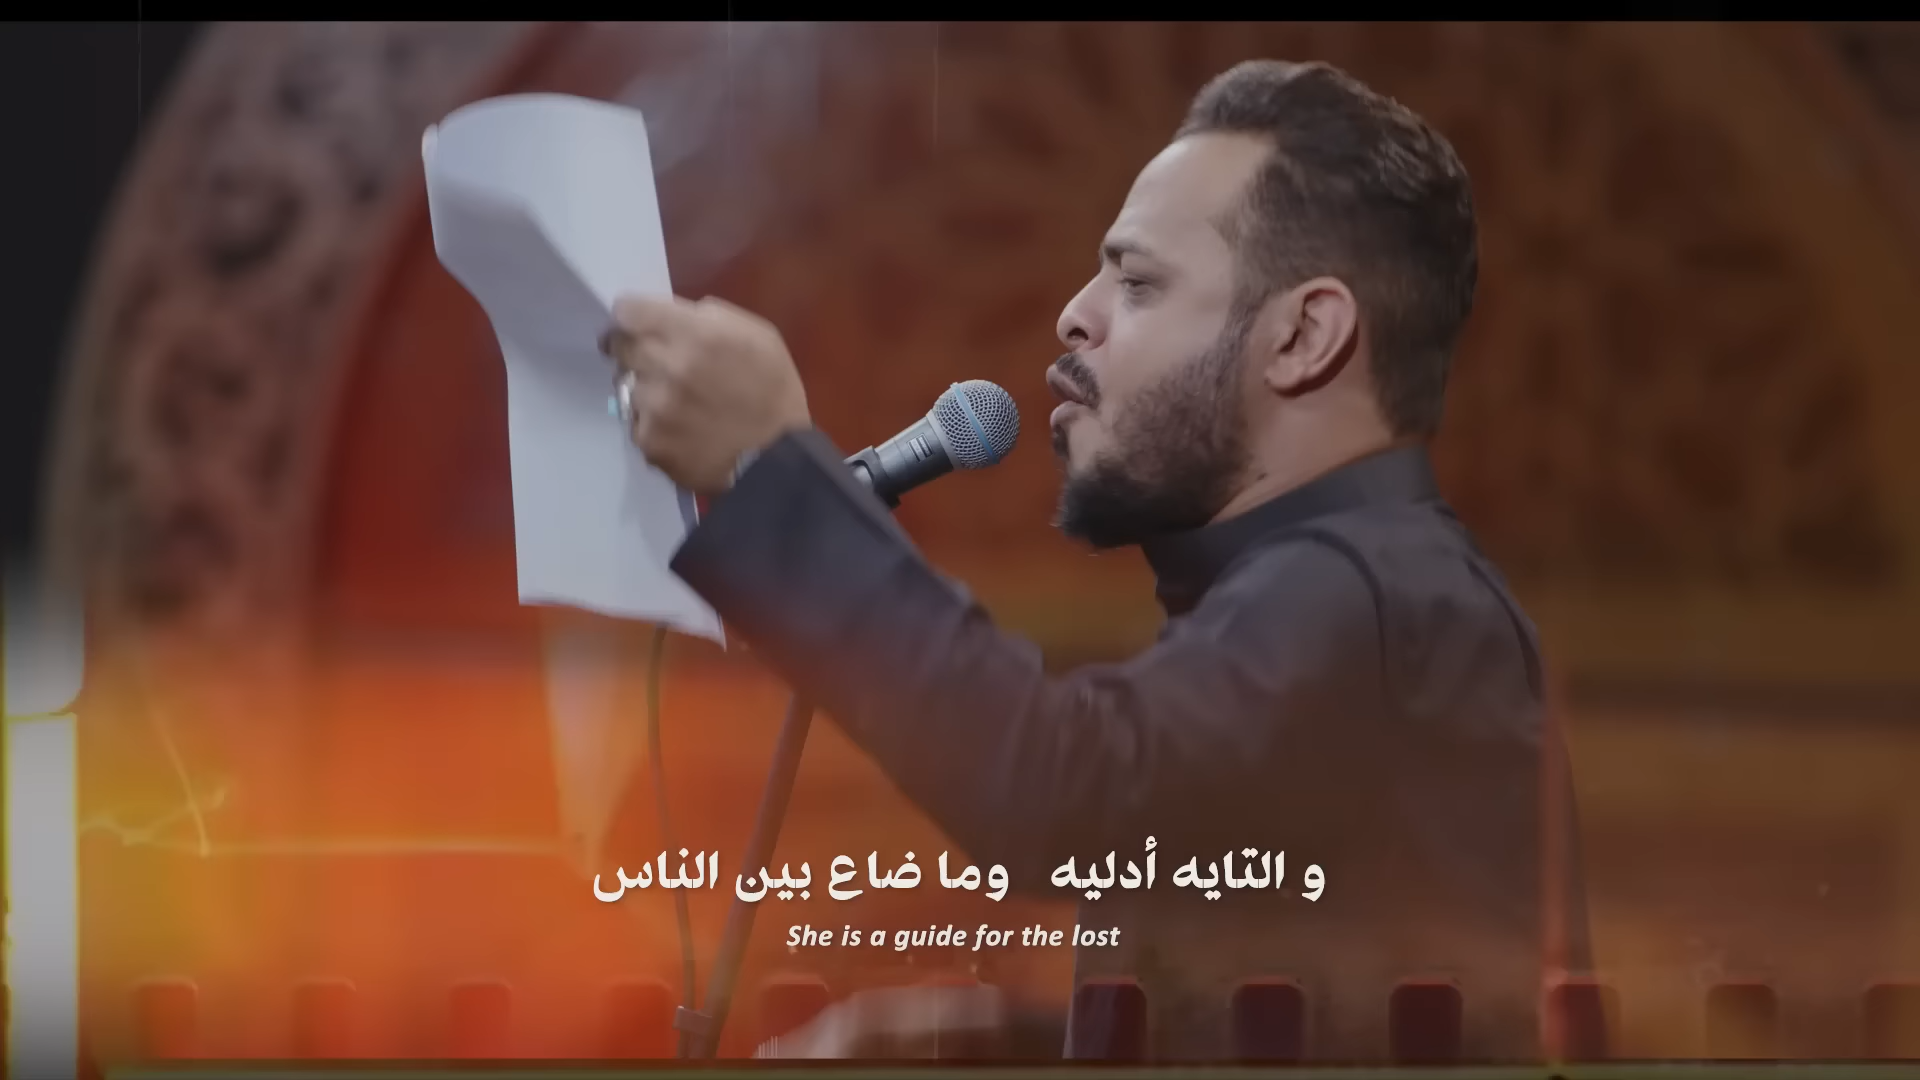 و التايه أدليه وما ضاع بين الناس
She is a guide for the lost